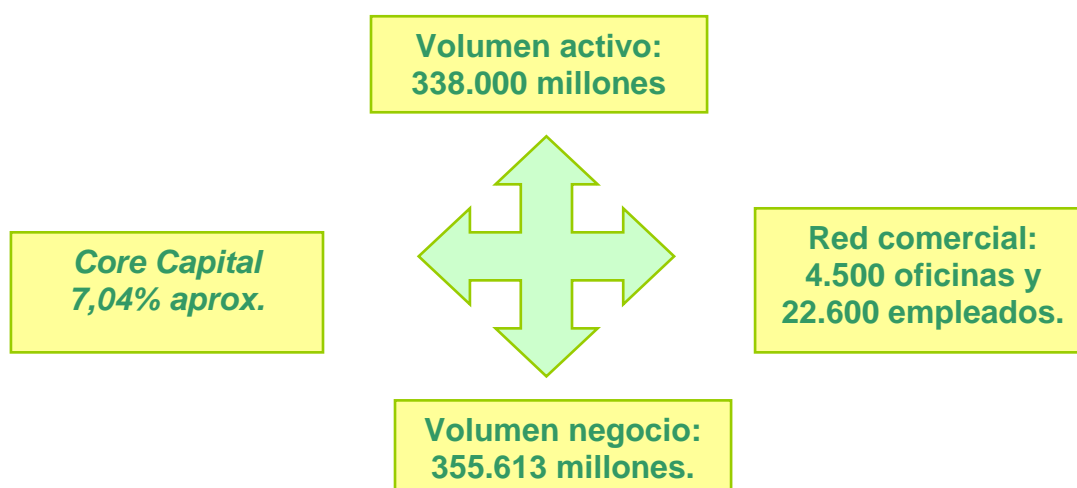 Volumen activo:
338.000 millones
Core Capital
7,04% aprox.
Red comercial:
4.500 oficinas y
22.600 empleados.
Volumen negocio:
355.613 millones.